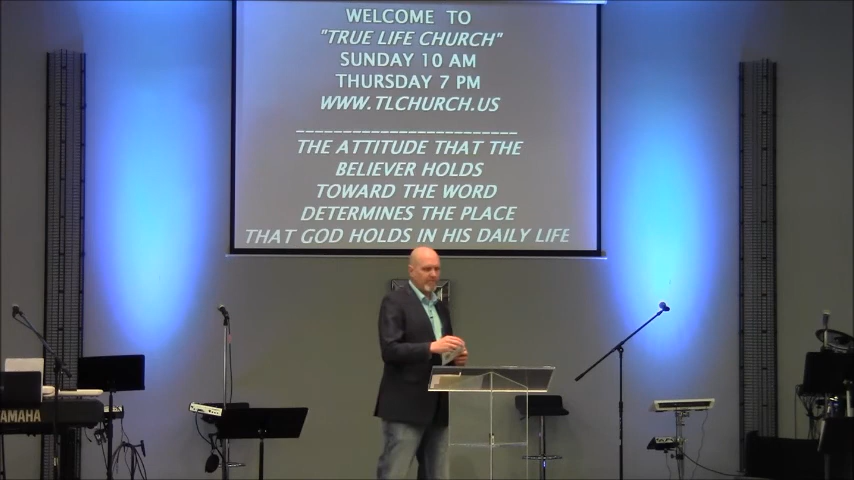 WELCOME TO
"TRUE LIFE CHURCH"
SUNDAY 10 AM
THURSDAY 7 PM
WWW.TLCHURCH.US
_______________________
THE ATTITUDE THAT THE
BELIEVER HOLDS
TOWARD THE WORD
DETERMINES THE PLACE
THAT GOD HOLDS IN HIS DAILY LIFE
YAMAHA